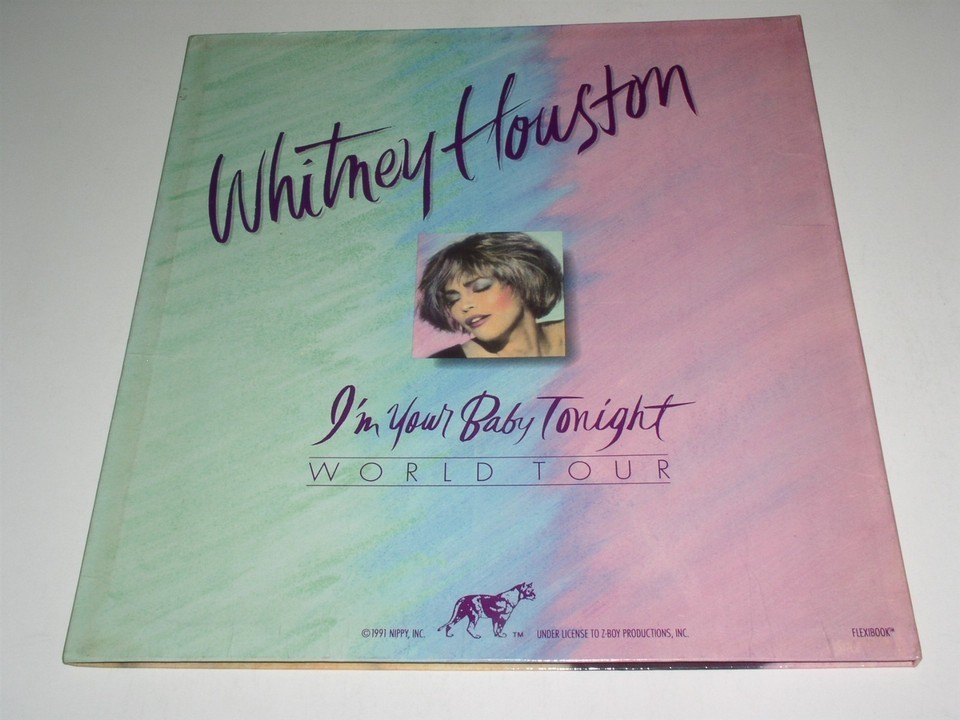 Whitney Houston
I'm Your Baby Tonight
WORLD TOUR
©1991 NIPPY, INC. TM UNDER LICENSE TO Z-BOY PRODUCTIONS, INC. FLEXIBOOK™